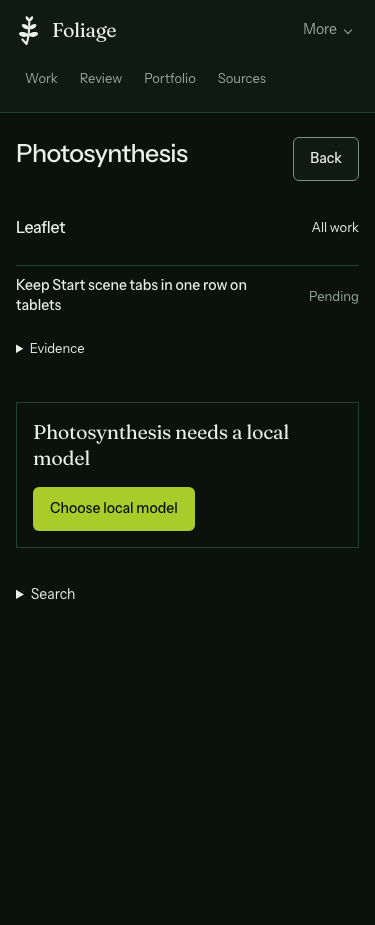 Foliage
More
Work
Review
Portfolio
Sources
Photosynthesis
Back
Leaflet
All work
Keep Start scene tabs in one row on
tablets
Pending
Evidence
Photosynthesis needs a local
model
Choose local model
Search